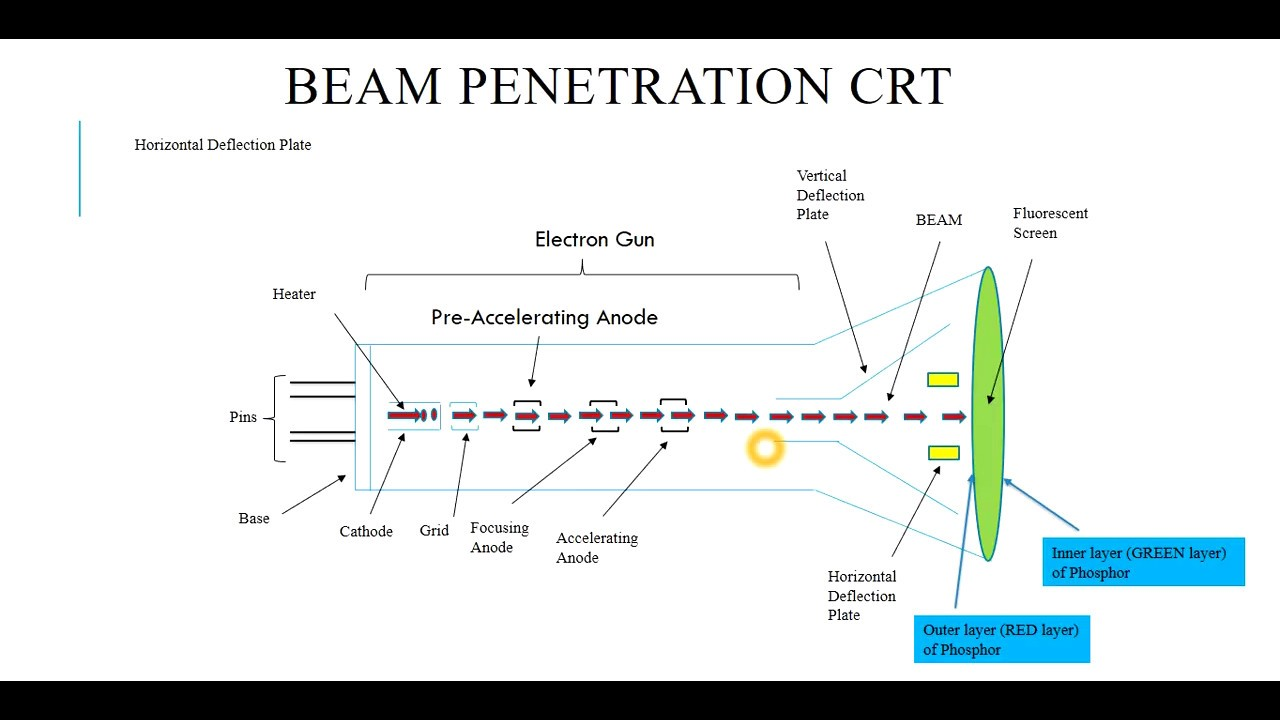 BEAM PENETRATION CRT
Horizontal Deflection Plate
Vertical
Deflection
Plate
BEAM
Fluorescent
Screen
Electron Gun
Heater
Pre-Accelerating Anode
Pins
Base
Cathode
Grid
Focusing
Anode
Accelerating
Anode
Horizontal
Deflection
Plate
Inner layer (GREEN layer)
of Phosphor
Outer layer (RED layer)
of Phosphor